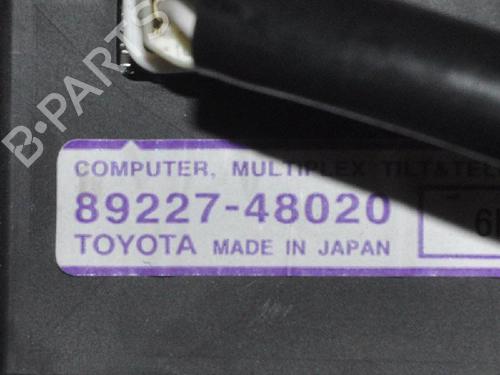 B·PARTS
COMPUTER, MULTIPLEX TILT&TEL
89227-48020
TOYOTA MADE IN JAPAN